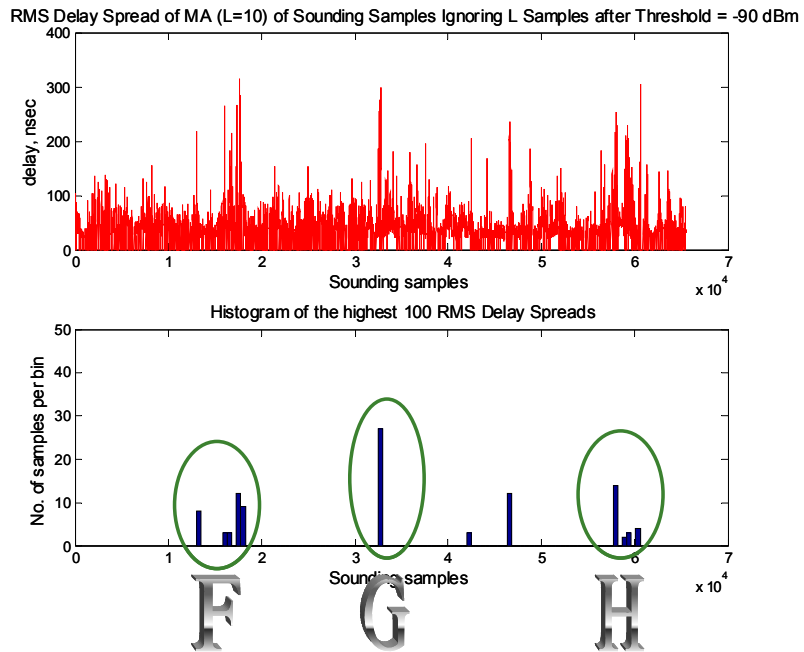 RMS Delay Spread of MA (L=10) of Sounding Samples Ignoring L Samples after Threshold = -90 dBm
delay, nsec
400
300
200
100
0
0 1 2 3 4 5 6 7
Sounding samples
x 10^4
Histogram of the highest 100 RMS Delay Spreads
No. of samples per bin
50
40
30
20
10
0
0 1 2 3 4 5 6 7
Sounding samples
x 10^4
F G H